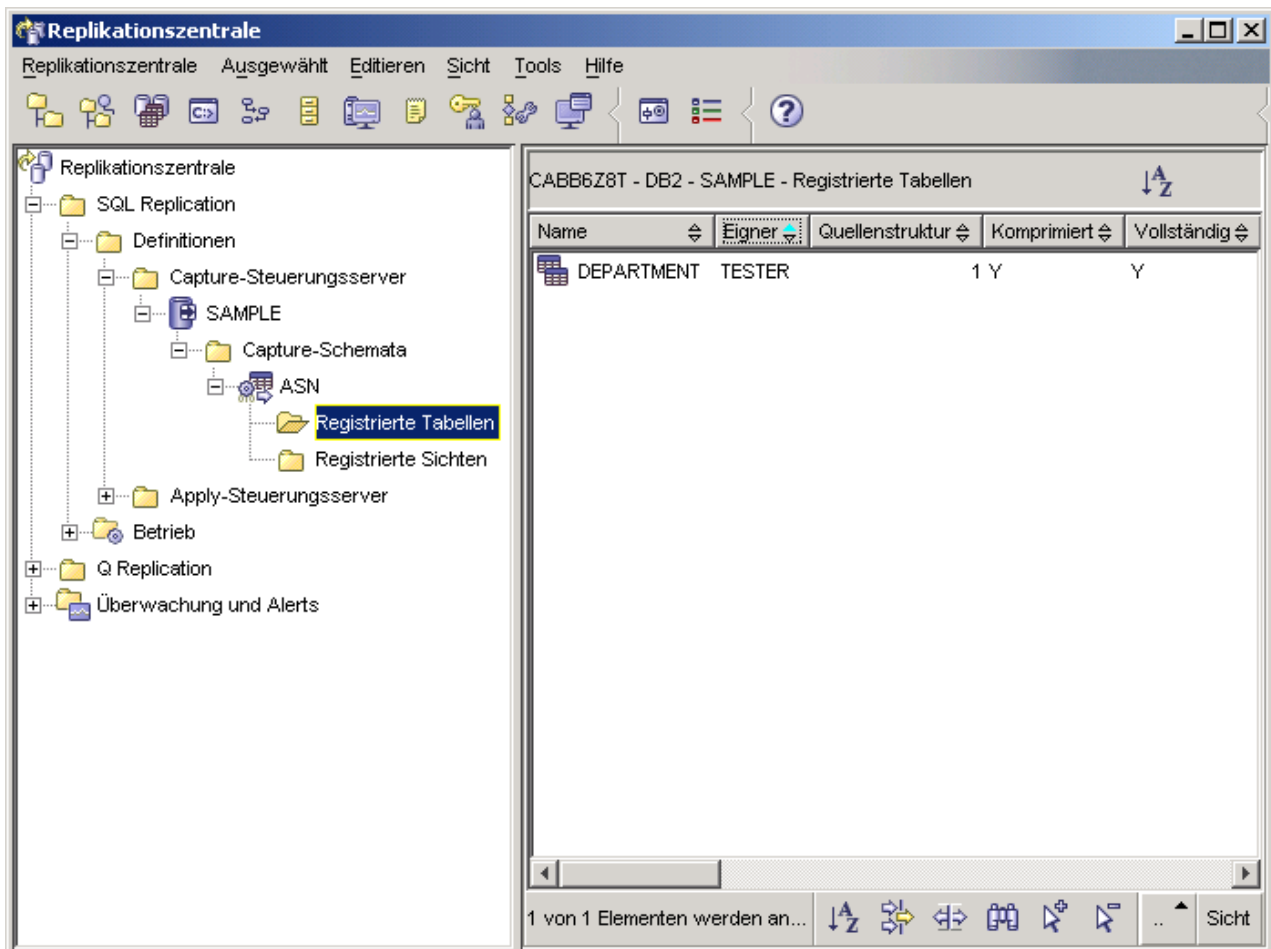 Replikationszentrale
Replikationszentrale Ausgewählt Editieren Sicht Tools Hilfe
C:>
Replikationszentrale
SQL Replication
Definitionen
Capture-Steuerungsserver
SAMPLE
Capture-Schemata
ASN
Registrierte Tabellen
Registrierte Sichten
Apply-Steuerungsserver
Betrieb
Q Replication
Überwachung und Alerts
CABB6Z8T - DB2 - SAMPLE - Registrierte Tabellen
Name Eigner Quellenstruktur Komprimiert Vollständig
DEPARTMENT TESTER 1 Y Y
1 von 1 Elementen werden an... .. Sicht